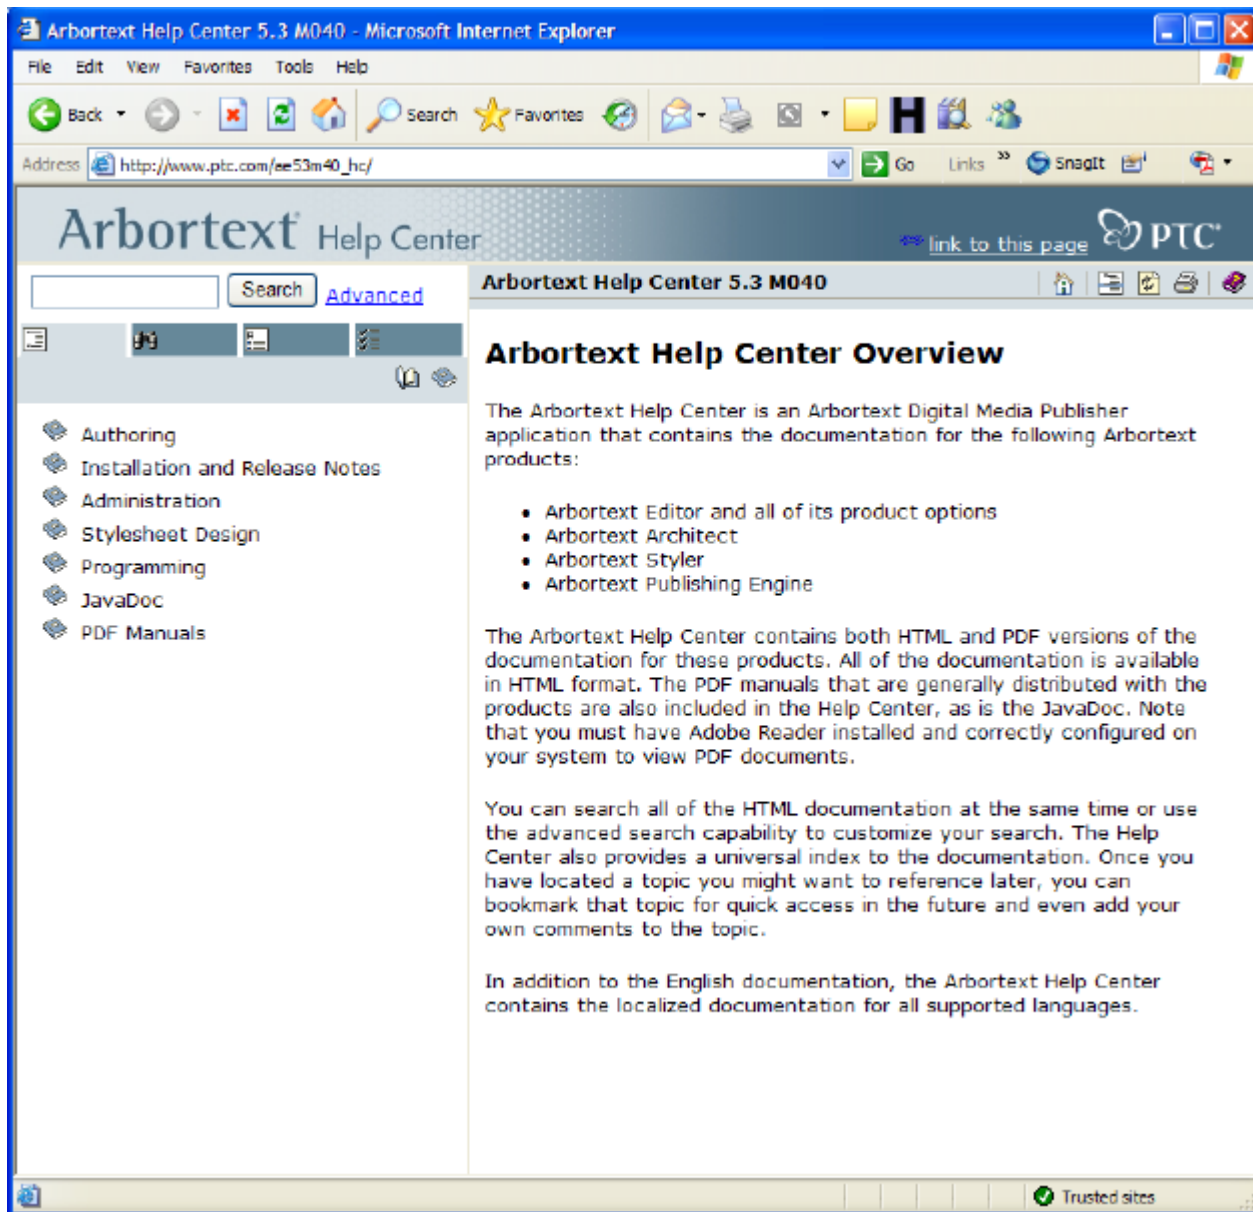 Arbortext Help Center 5.3 M040 - Microsoft Internet Explorer
File Edit View Favorites Tools Help
Back Search Favorites
Address http://www.ptc.com/ee53m40_hc/ Go Links » SnagIt
Arbortext Help Center link to this page PTC
Search Advanced
Arbortext Help Center 5.3 M040
Authoring
Installation and Release Notes
Administration
Stylesheet Design
Programming
JavaDoc
PDF Manuals
Arbortext Help Center Overview
The Arbortext Help Center is an Arbortext Digital Media Publisher
application that contains the documentation for the following Arbortext
products:
• Arbortext Editor and all of its product options
• Arbortext Architect
• Arbortext Styler
• Arbortext Publishing Engine
The Arbortext Help Center contains both HTML and PDF versions of the
documentation for these products. All of the documentation is available
in HTML format. The PDF manuals that are generally distributed with the
products are also included in the Help Center, as is the JavaDoc. Note
that you must have Adobe Reader installed and correctly configured on
your system to view PDF documents.
You can search all of the HTML documentation at the same time or use
the advanced search capability to customize your search. The Help
Center also provides a universal index to the documentation. Once you
have located a topic you might want to reference later, you can
bookmark that topic for quick access in the future and even add your
own comments to the topic.
In addition to the English documentation, the Arbortext Help Center
contains the localized documentation for all supported languages.
Trusted sites